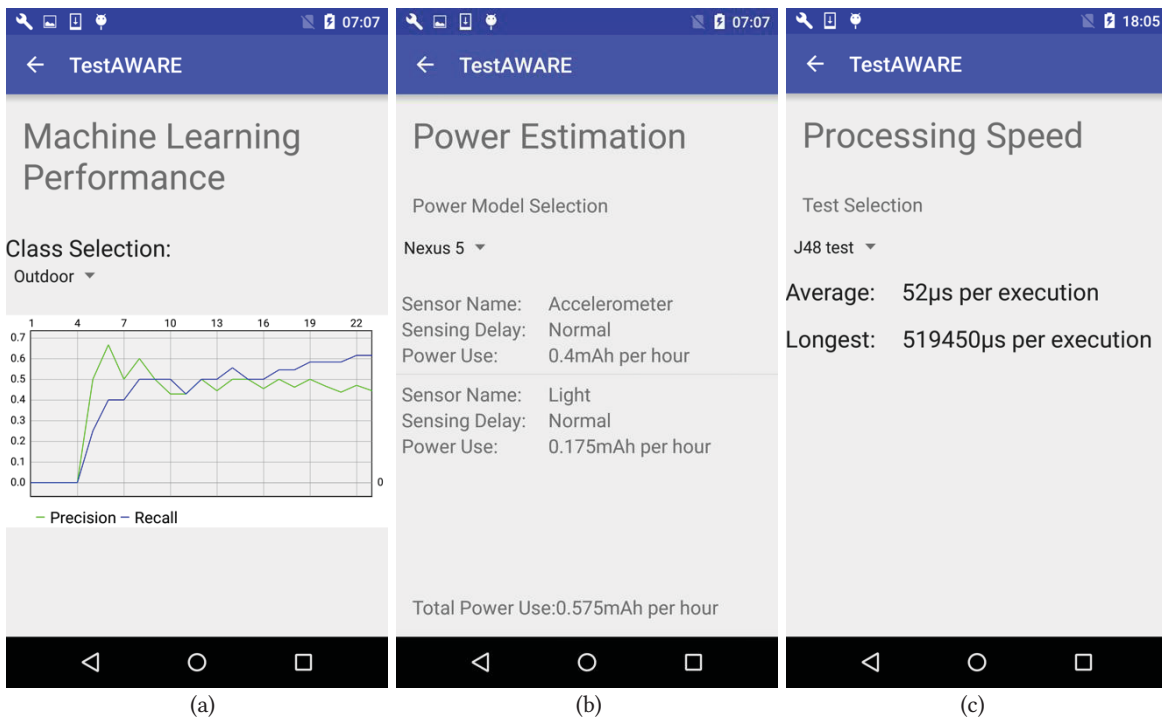 07:07
TestAWARE
Machine Learning
Performance
Class Selection:
Outdoor
1 4 7 10 13 16 19 22
0.7
0.6
0.5
0.4
0.3
0.2
0.1
0.0
0
Precision
Recall
(a)
07:07
TestAWARE
Power Estimation
Power Model Selection
Nexus 5
Sensor Name: Accelerometer
Sensing Delay: Normal
Power Use: 0.4mAh per hour
Sensor Name: Light
Sensing Delay: Normal
Power Use: 0.175mAh per hour
Total Power Use:0.575mAh per hour
(b)
18:05
TestAWARE
Processing Speed
Test Selection
J48 test
Average: 52μs per execution
Longest: 519450μs per execution
(c)